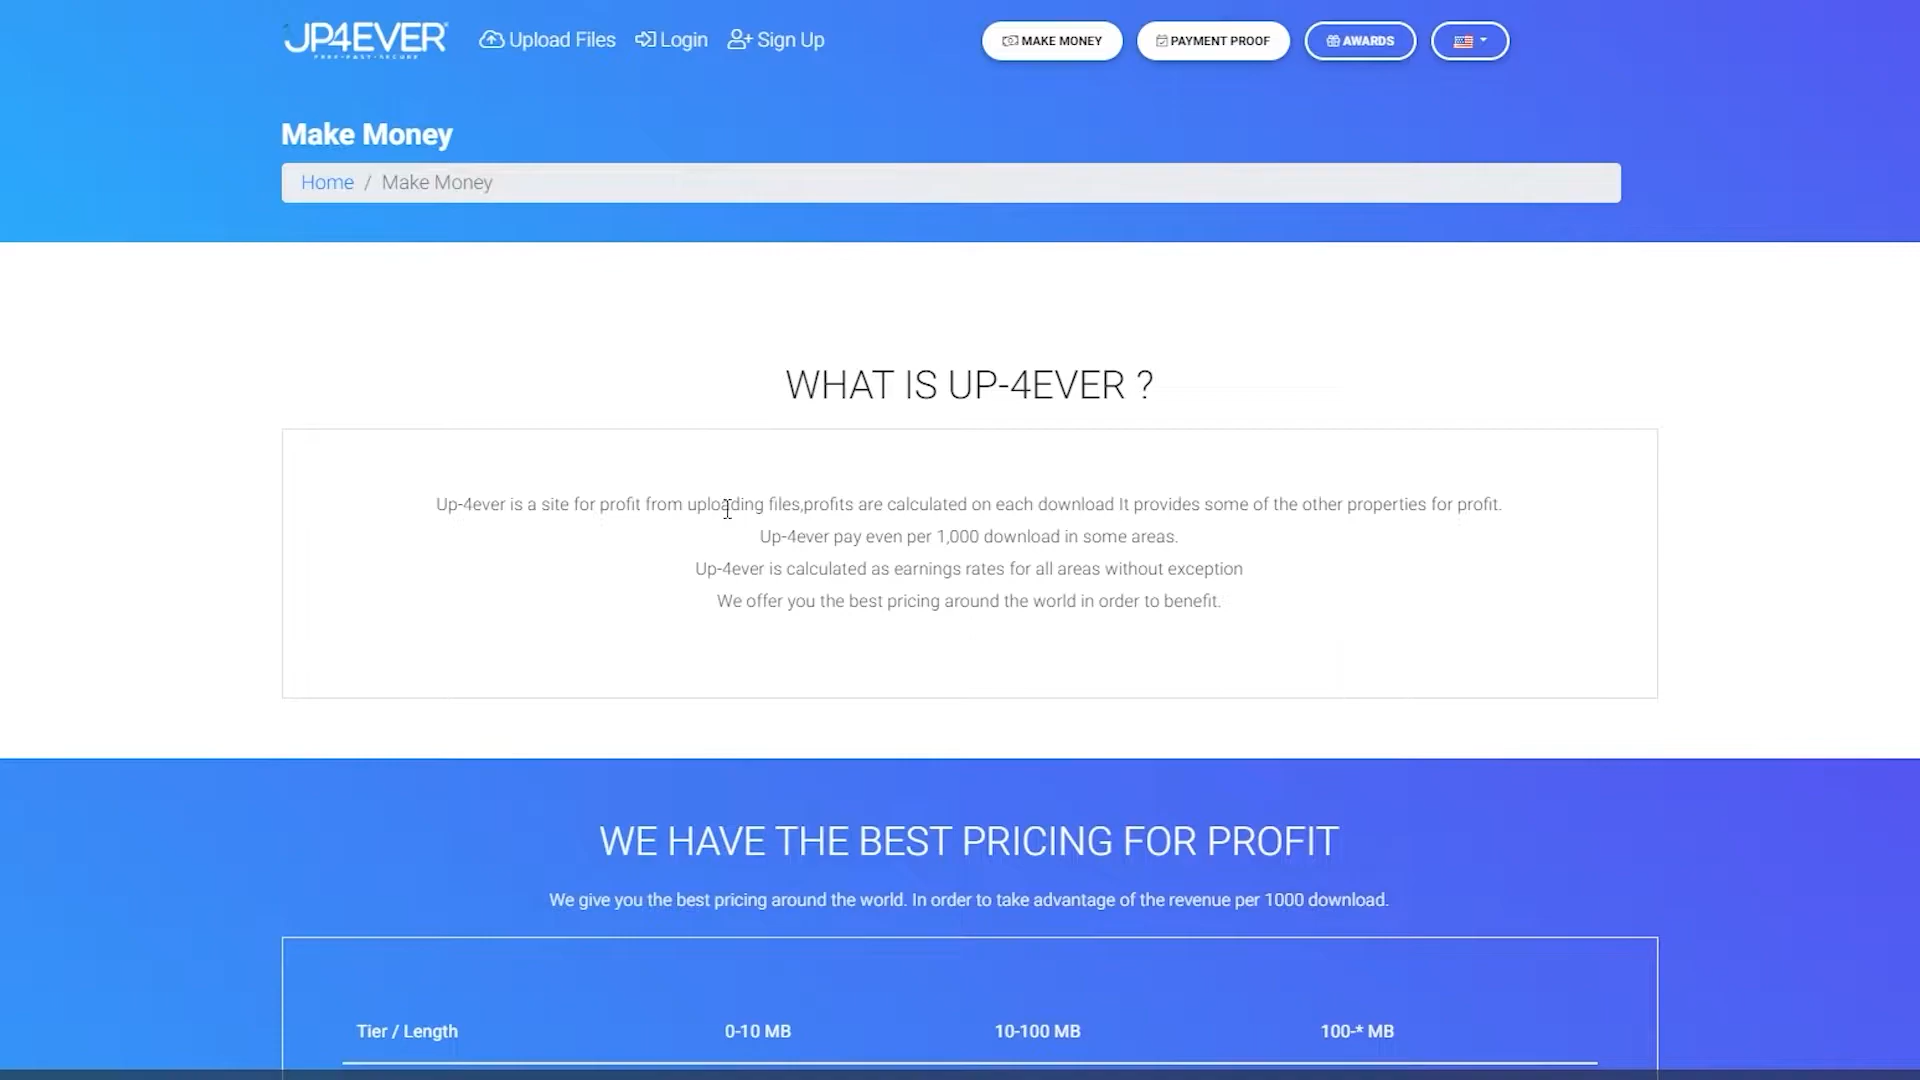 UP4EVER
FREE•FAST•SECURE
Upload Files
Login
Sign Up
MAKE MONEY
PAYMENT PROOF
AWARDS
Make Money
Home / Make Money
WHAT IS UP-4EVER ?
Up-4ever is a site for profit from uploading files,profits are calculated on each download It provides some of the other properties for profit.
Up-4ever pay even per 1,000 download in some areas.
Up-4ever is calculated as earnings rates for all areas without exception
We offer you the best pricing around the world in order to benefit.
WE HAVE THE BEST PRICING FOR PROFIT
We give you the best pricing around the world. In order to take advantage of the revenue per 1000 download.
Tier / Length 0-10 MB 10-100 MB 100-* MB